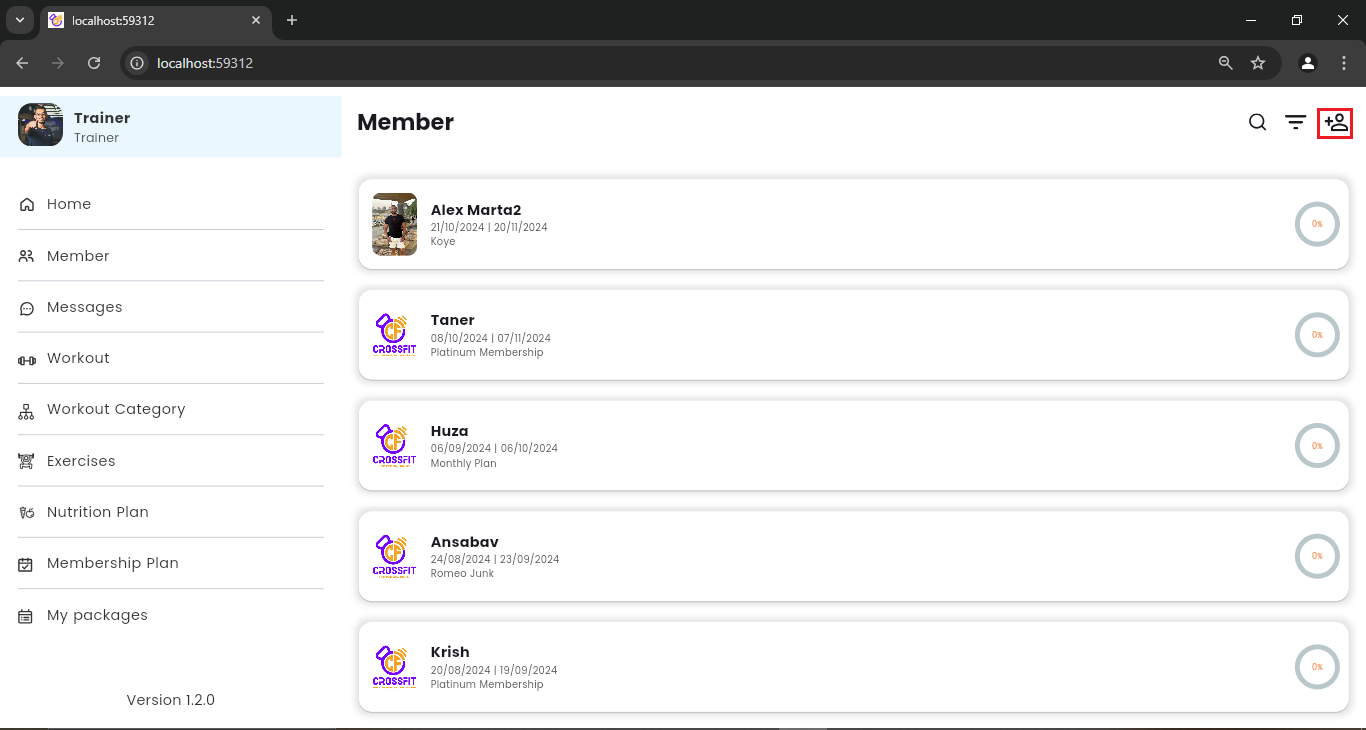 localhost:59312
localhost:59312
Trainer
Trainer
Member
Home
Member
Messages
Workout
Workout Category
Exercises
Nutrition Plan
Membership Plan
My packages
Version 1.2.0
Alex Marta2
21/10/2024 | 20/11/2024
Koye
0%
CF
CROSSFIT
Taner
08/10/2024 | 07/11/2024
Platinum Membership
0%
CF
CROSSFIT
Huza
06/09/2024 | 06/10/2024
Monthly Plan
0%
CF
CROSSFIT
Ansabav
24/08/2024 | 23/09/2024
Romeo Junk
0%
CF
CROSSFIT
Krish
20/08/2024 | 19/09/2024
Platinum Membership
0%